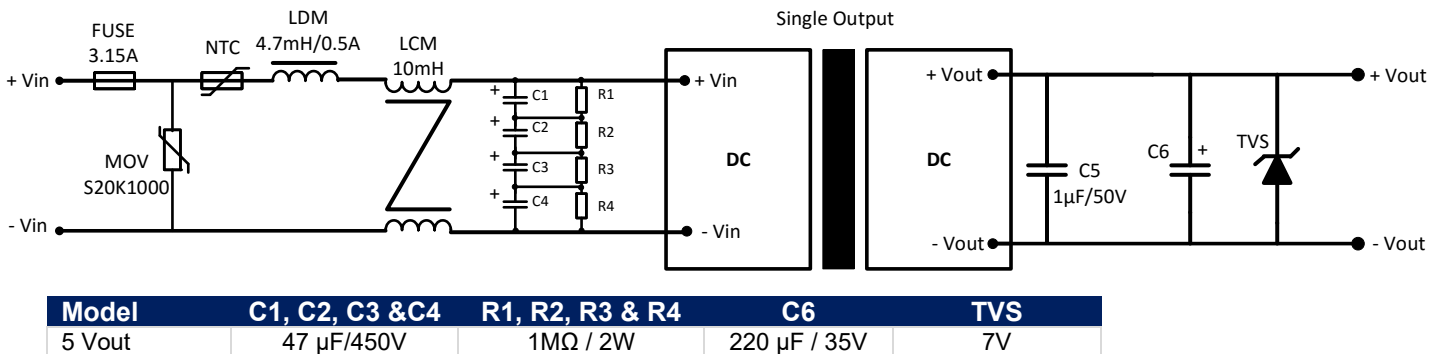 Single Output
FUSE
3.15A
NTC
LDM
4.7mH/0.5A
LCM
10mH
+ Vin
- Vin
MOV
S20K1000
+ C1
+ C2
+ C3
+ C4
R1
R2
R3
R4
+ Vin
- Vin
DC
DC
+ Vout
- Vout
C5
1µF/50V
C6 +
TVS
+ Vout
- Vout
Model C1, C2, C3 &C4 R1, R2, R3 & R4 C6 TVS
5 Vout 47 µF/450V 1MΩ / 2W 220 µF / 35V 7V